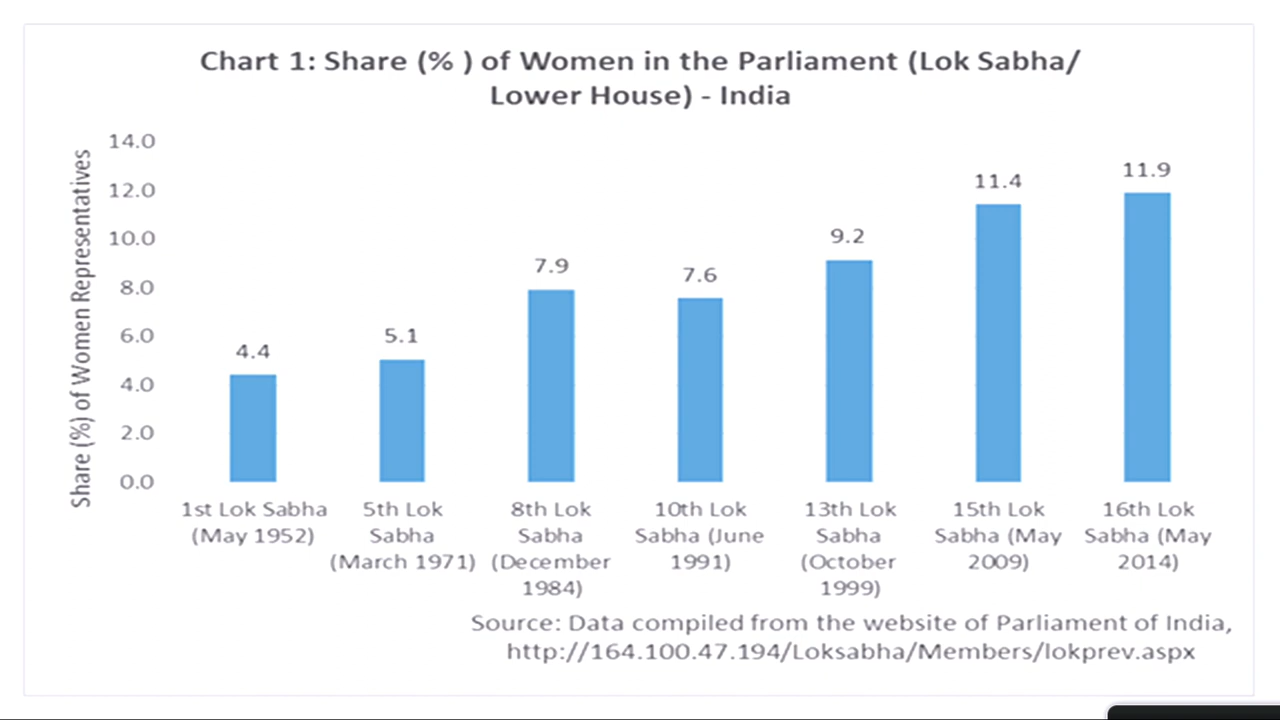 Chart 1: Share (% ) of Women in the Parliament (Lok Sabha/
Lower House) - India
Share (%) of Women Representatives
14.0
12.0
10.0
8.0
6.0
4.0
2.0
0.0
4.4
5.1
7.9
7.6
9.2
11.4
11.9
1st Lok Sabha
(May 1952)
5th Lok
Sabha
(March 1971)
8th Lok
Sabha
(December
1984)
10th Lok
Sabha (June
1991)
13th Lok
Sabha
(October
1999)
15th Lok
Sabha (May
2009)
16th Lok
Sabha (May
2014)
Source: Data compiled from the website of Parliament of India,
http://164.100.47.194/Loksabha/Members/lokprev.aspx